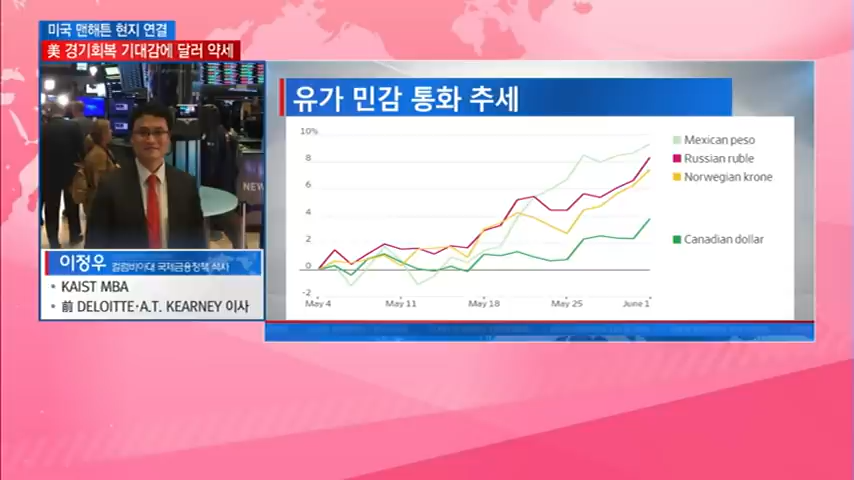 미국 맨해튼 현지 연결
美 경기회복 기대감에 달러 약세
NEW
이정우 컬럼비아대 국제금융정책 석사
• KAIST MBA
• 前 DELOITTE·A.T. KEARNEY 이사
유가 민감 통화 추세
10%
8
6
4
2
0
-2
May 4
May 11
May 18
May 25
June 1
Mexican peso
Russian ruble
Norwegian krone
Canadian dollar